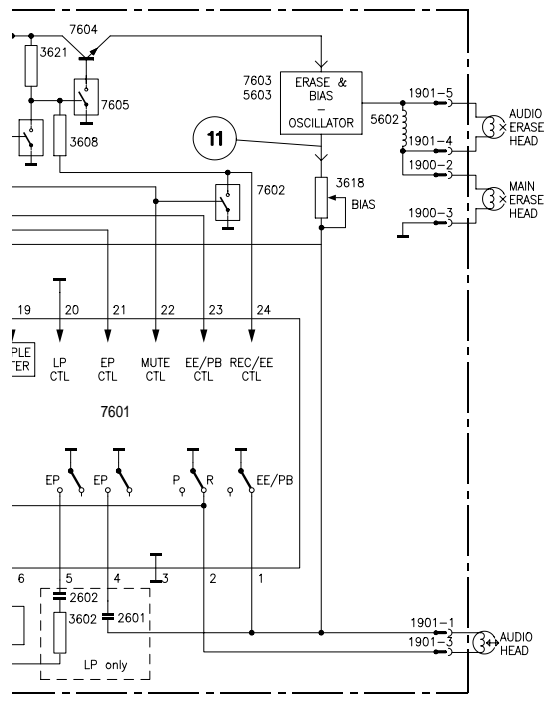 7604
3621
7605
3608
7603
5603
ERASE &
BIAS
–
OSCILLATOR
11
1901-5
5602
1901-4
1900-2
1900-3
AUDIO
ERASE
HEAD
MAIN
ERASE
HEAD
7602
3618
BIAS
19
20
21
22
23
24
PLE
TER
LP
CTL
EP
CTL
MUTE
CTL
EE/PB
CTL
REC/EE
CTL
7601
EP
EP
P
R
EE/PB
6
5
4
3
2
1
2602
3602
2601
LP only
1901-1
1901-3
AUDIO
HEAD